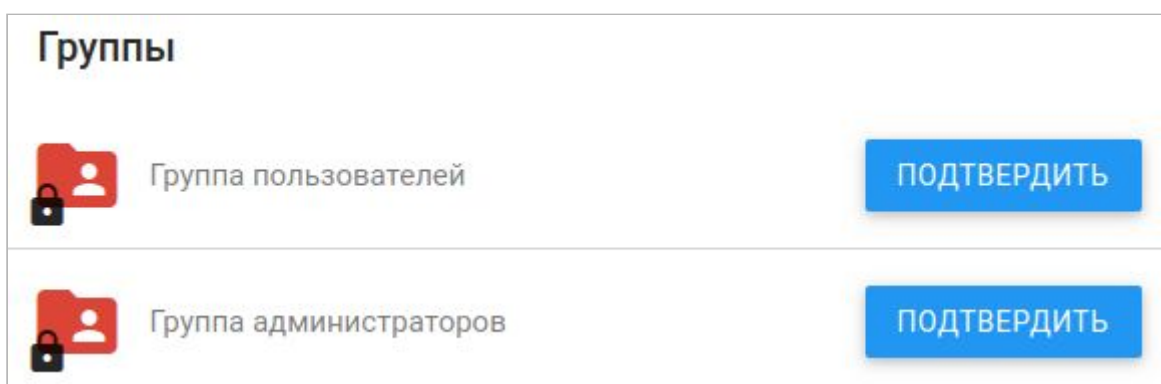 Группы
Группа пользователей
ПОДТВЕРДИТЬ
Группа администраторов
ПОДТВЕРДИТЬ